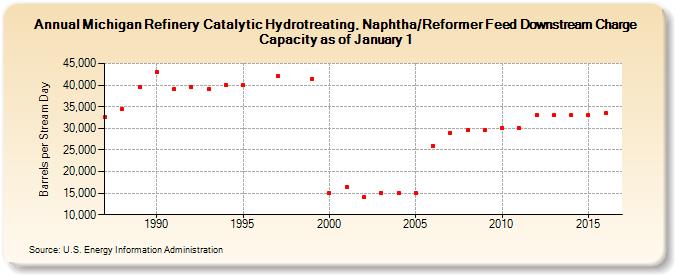 Annual Michigan Refinery Catalytic Hydrotreating, Naphtha/Reformer Feed Downstream Charge
Capacity as of January 1
Barrels per Stream Day
45,000
40,000
35,000
30,000
25,000
20,000
15,000
10,000
1990 1995 2000 2005 2010 2015
Source: U.S. Energy Information Administration